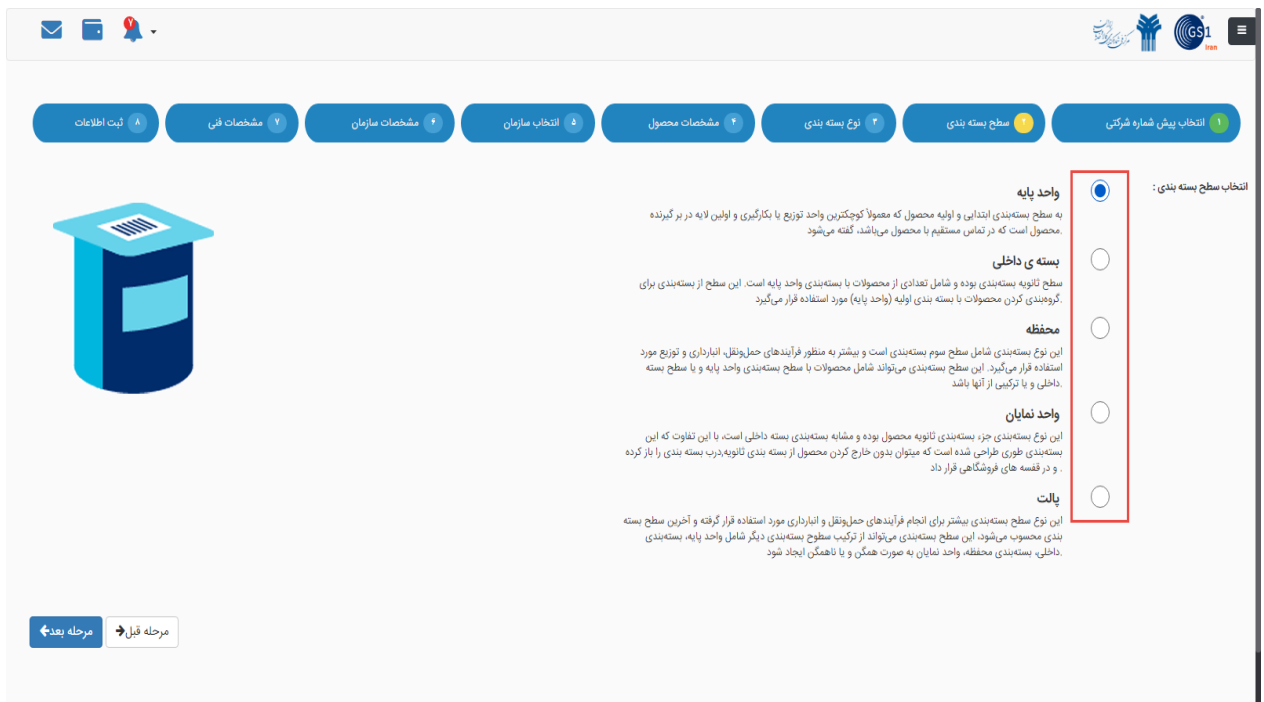 ۷
GS1
Iran
۱ انتخاب پیش شماره شرکتی
۲ سطح بسته بندی
۳ نوع بسته بندی
۴ مشخصات محصول
۵ انتخاب سازمان
۶ مشخصات سازمان
۷ مشخصات فنی
۸ ثبت اطلاعات
انتخاب سطح بسته بندی :
واحد پایه
به سطح بسته‌بندی ابتدایی و اولیه محصول که معمولاً کوچکترین واحد توزیع یا بکارگیری و اولین لایه در بر گیرنده
.محصول است که در تماس مستقیم با محصول می‌باشد، گفته می‌شود
بسته ی داخلی
سطح ثانویه بسته‌بندی بوده و شامل تعدادی از محصولات با بسته‌بندی واحد پایه است. این سطح از بسته‌بندی برای
.گروه‌بندی کردن محصولات با بسته بندی اولیه (واحد پایه) مورد استفاده قرار می‌گیرد
محفظه
این نوع بسته‌بندی شامل سطح سوم بسته‌بندی است و بیشتر به منظور فرآیندهای حمل‌ونقل، انبارداری و توزیع مورد
استفاده قرار می‌گیرد. این سطح بسته‌بندی می‌تواند شامل محصولات با سطح بسته‌بندی واحد پایه و یا سطح بسته
.داخلی و یا ترکیبی از آنها باشد
واحد نمایان
این نوع بسته‌بندی جزء بسته‌بندی ثانویه محصول بوده و مشابه بسته‌بندی بسته داخلی است، با این تفاوت که این
بسته‌بندی طوری طراحی شده است که میتوان بدون خارج کردن محصول از بسته بندی ثانویه,درب بسته بندی را باز کرده
. و در قفسه های فروشگاهی قرار داد
پالت
این نوع سطح بسته‌بندی بیشتر برای انجام فرآیندهای حمل‌ونقل و انبارداری مورد استفاده قرار گرفته و آخرین سطح بسته
بندی محسوب می‌شود، این سطح بسته‌بندی می‌تواند از ترکیب سطوح بسته‌بندی دیگر شامل واحد پایه، بسته‌بندی
.داخلی، بسته‌بندی محفظه، واحد نمایان به صورت همگن و یا ناهمگن ایجاد شود
مرحله قبل
مرحله بعد